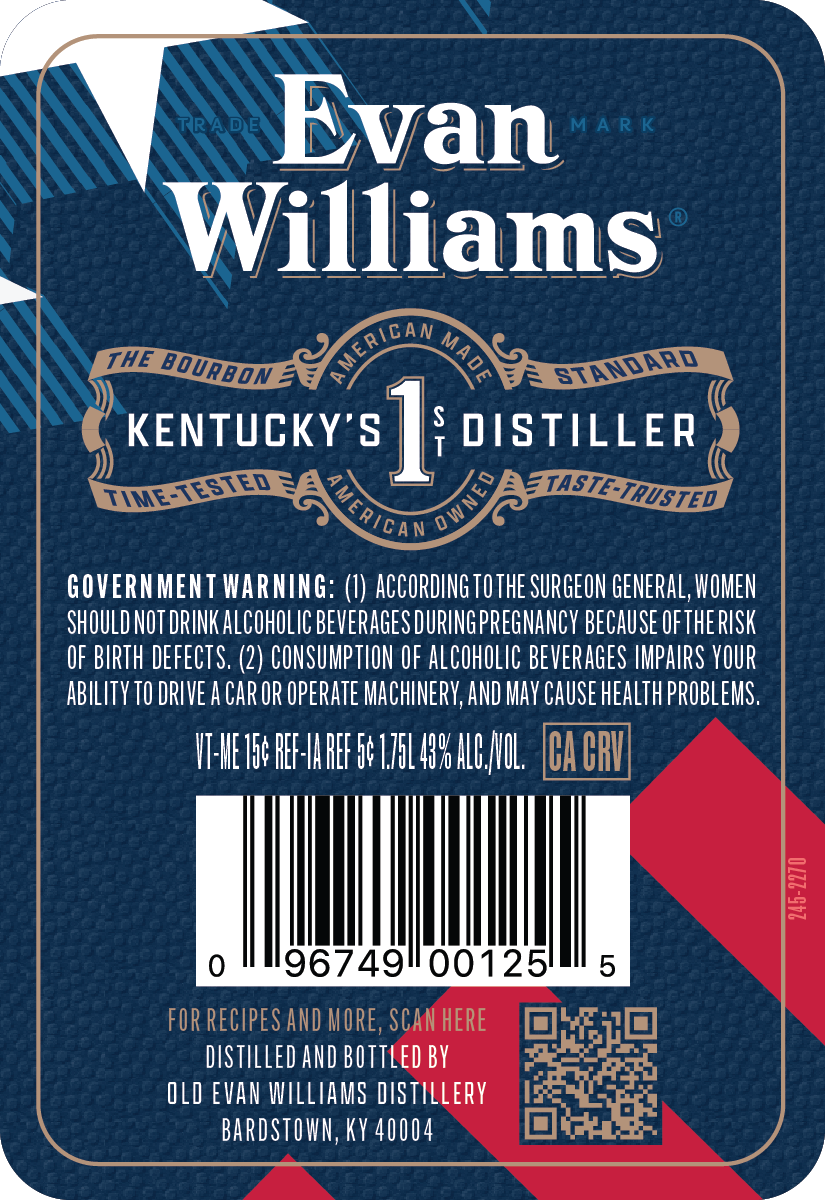 TRADE Evan MARK
Williams®
AMERICAN MADE
THE BOURBON STANDARD
KENTUCKY'S 1ST DISTILLER
TIME-TESTED TASTE-TRUSTED
AMERICAN OWNED
GOVERNMENT WARNING: (1) ACCORDING TO THE SURGEON GENERAL, WOMEN
SHOULD NOT DRINK ALCOHOLIC BEVERAGES DURING PREGNANCY BECAUSE OF THE RISK
OF BIRTH DEFECTS. (2) CONSUMPTION OF ALCOHOLIC BEVERAGES IMPAIRS YOUR
ABILITY TO DRIVE A CAR OR OPERATE MACHINERY, AND MAY CAUSE HEALTH PROBLEMS.
VT-ME 15¢ REF-IA REF 5¢ 1.75L 43% ALC./VOL. CA CRV
245-2270
0 96749 00125 5
FOR RECIPES AND MORE, SCAN HERE
DISTILLED AND BOTTLED BY
OLD EVAN WILLIAMS DISTILLERY
BARDSTOWN, KY 40004